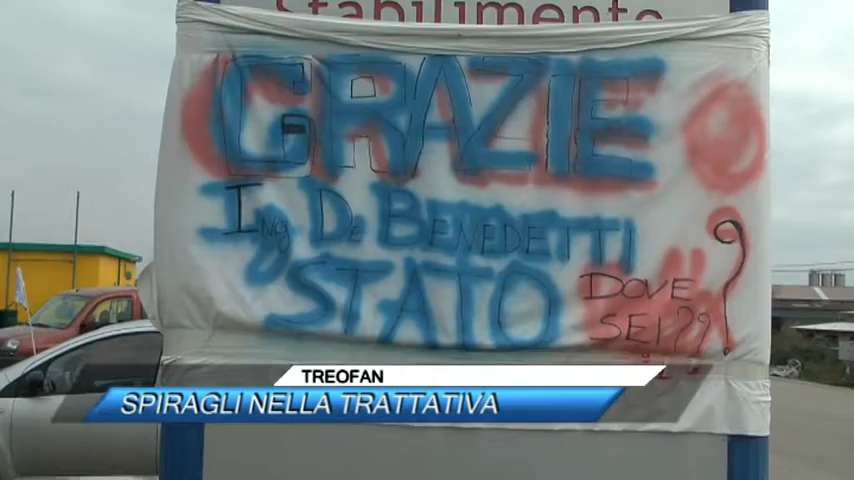 Stabilimento
GRAZIE
Ing De BENEDETTI
STATO DOVE
SEI??
TREOFAN
SPIRAGLI NELLA TRATTATIVA